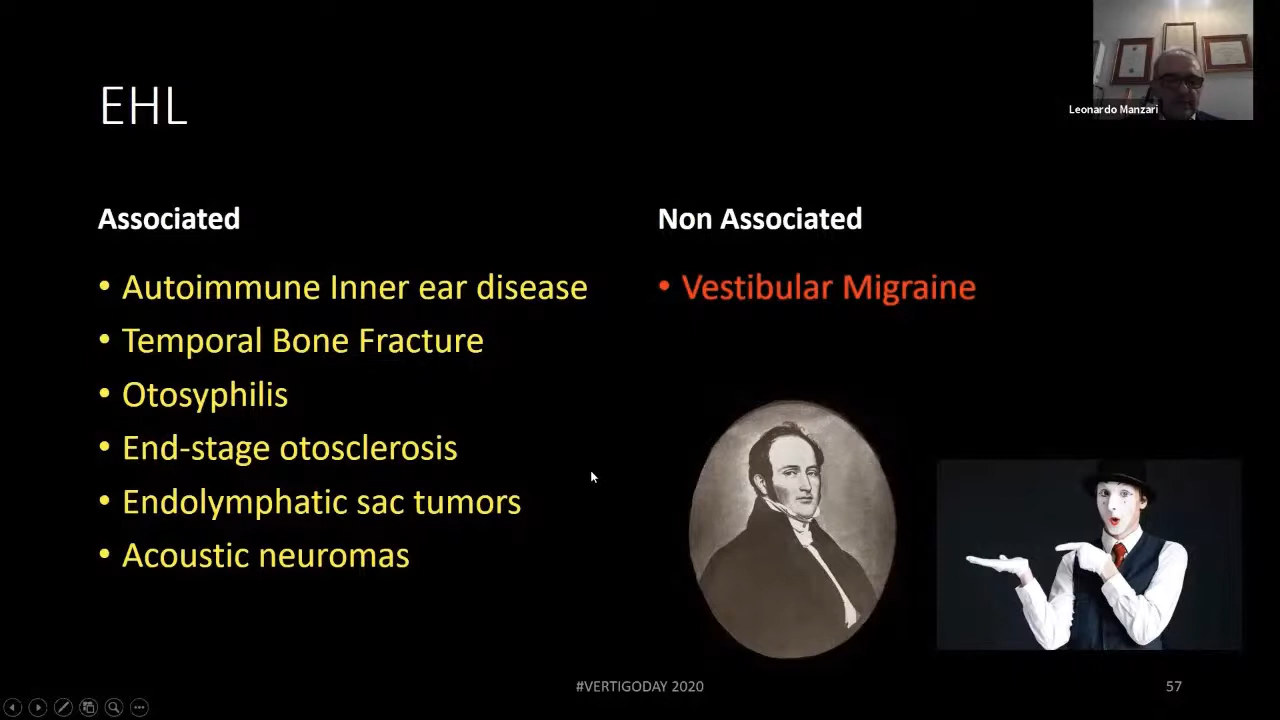 EHL
Leonardo Manzari
Associated
• Autoimmune Inner ear disease
• Temporal Bone Fracture
• Otosyphilis
• End-stage otosclerosis
• Endolymphatic sac tumors
• Acoustic neuromas
Non Associated
• Vestibular Migraine
#VERTIGODAY 2020
57